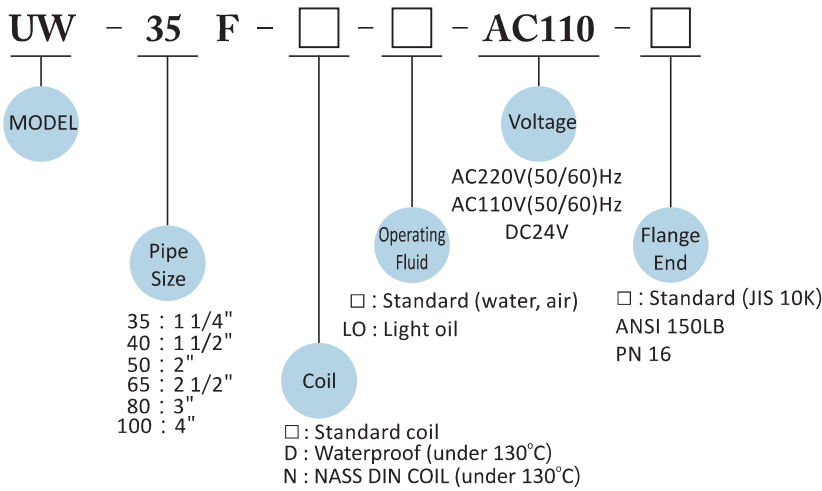 UW - 35 F - □ - □ - AC110 - □
MODEL
Pipe
Size
35 : 1 1/4"
40 : 1 1/2"
50 : 2"
65 : 2 1/2"
80 : 3"
100 : 4"
Coil
□ : Standard coil
D : Waterproof (under 130°C)
N : NASS DIN COIL (under 130°C)
Operating
Fluid
□ : Standard (water, air)
LO : Light oil
Voltage
AC220V(50/60)Hz
AC110V(50/60)Hz
DC24V
Flange
End
□ : Standard (JIS 10K)
ANSI 150LB
PN 16